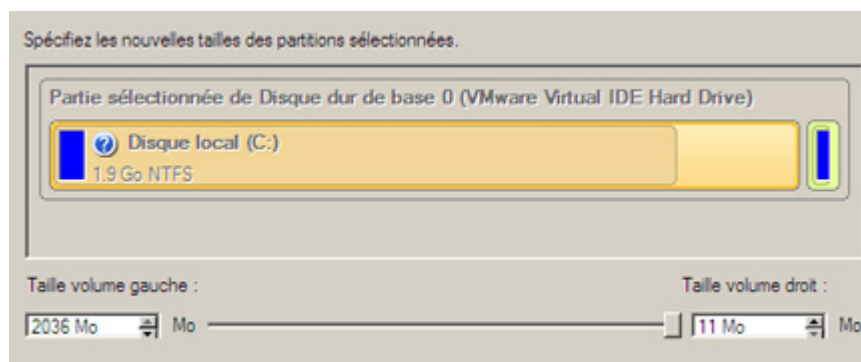 Spécifiez les nouvelles tailles des partitions sélectionnées.
Partie sélectionnée de Disque dur de base 0 (VMware Virtual IDE Hard Drive)
? Disque local (C:)
1.9 Go NTFS
Taille volume gauche :
Taille volume droit :
2036 Mo Mo 11 Mo Mo